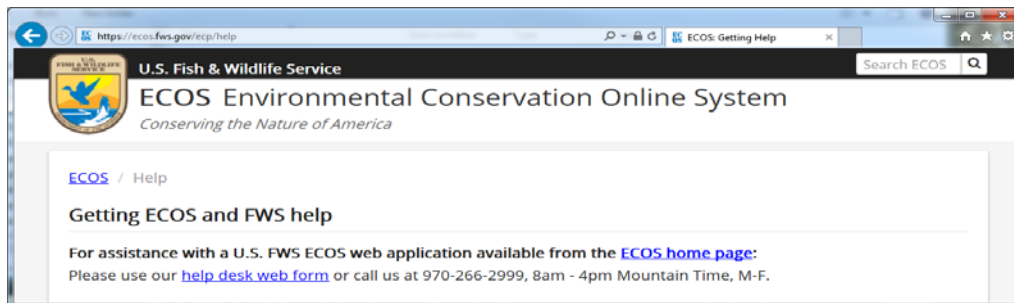 https://ecos.fws.gov/ecp/help
ECOS: Getting Help
U.S.
FISH & WILDLIFE
SERVICE
U.S. Fish & Wildlife Service
Search ECOS
ECOS Environmental Conservation Online System
Conserving the Nature of America
ECOS / Help
Getting ECOS and FWS help
For assistance with a U.S. FWS ECOS web application available from the ECOS home page:
Please use our help desk web form or call us at 970-266-2999, 8am - 4pm Mountain Time, M-F.